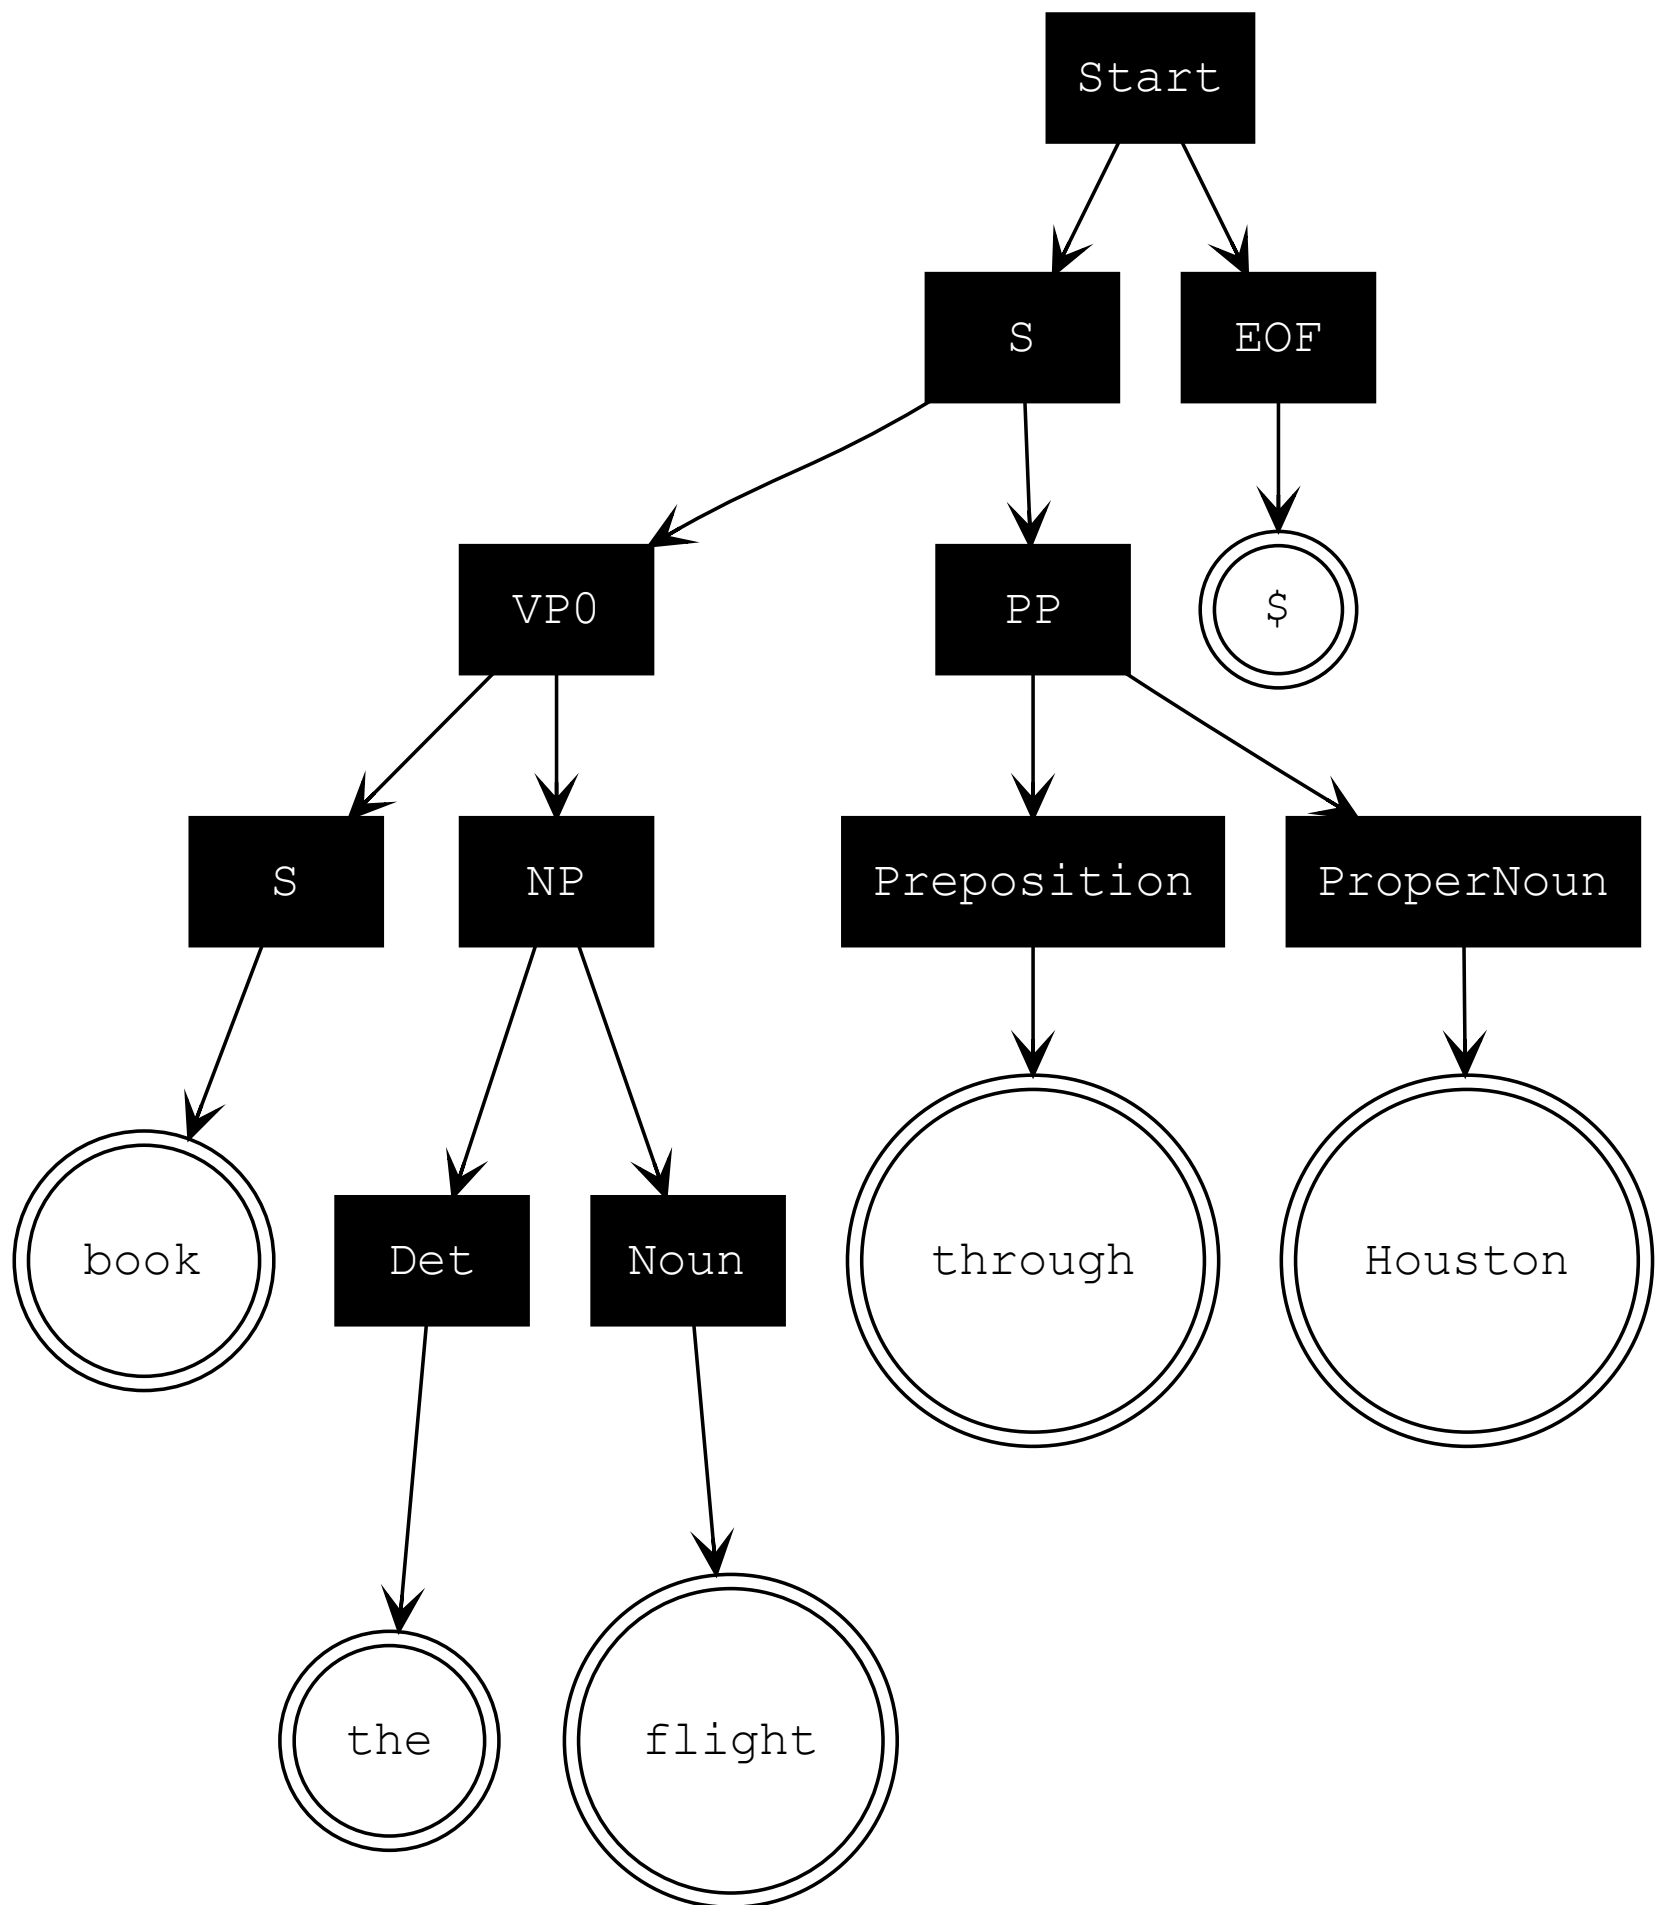 Start
S
EOF
VP0
PP
$
S
NP
Preposition
ProperNoun
book
Det
Noun
through
Houston
the
flight